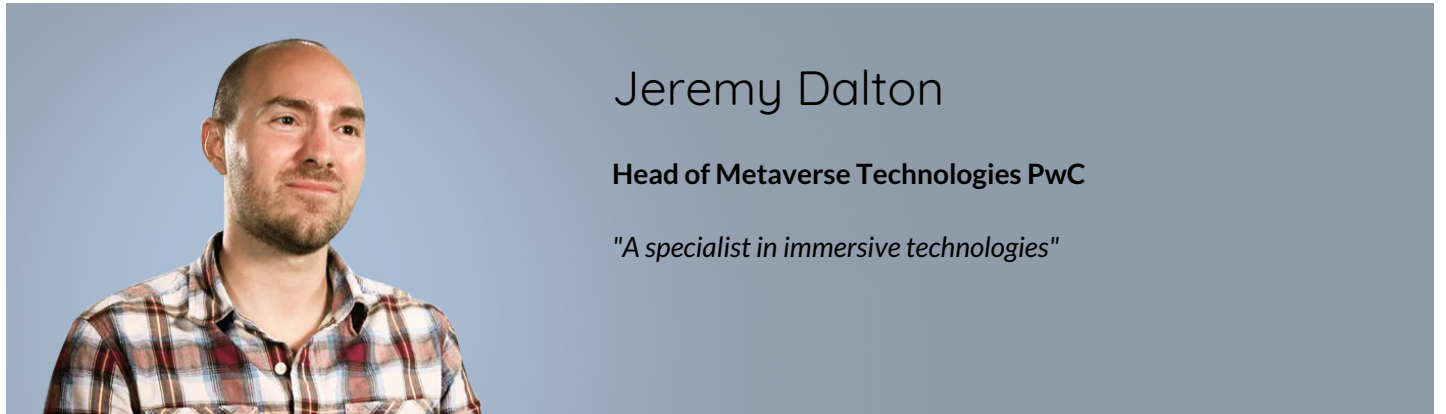 Jeremy Dalton
Head of Metaverse Technologies PwC
"A specialist in immersive technologies"